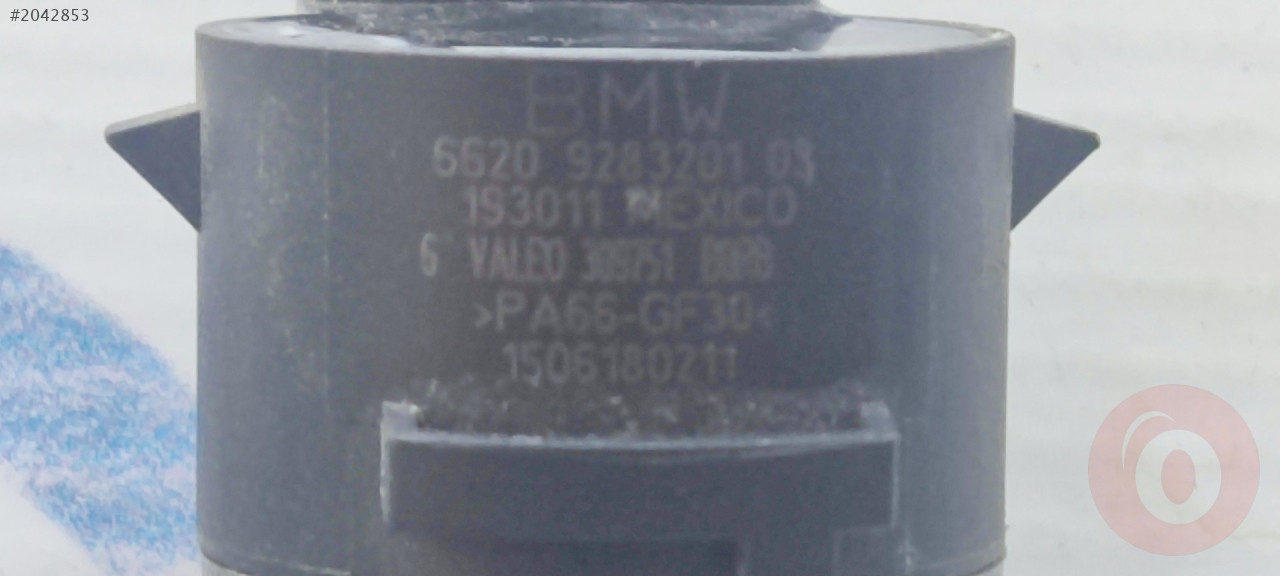 #2042853
BMW
6620 9283201 03
193011 MEXICO
6 VALEO
>PA66-GF30<
1506180211